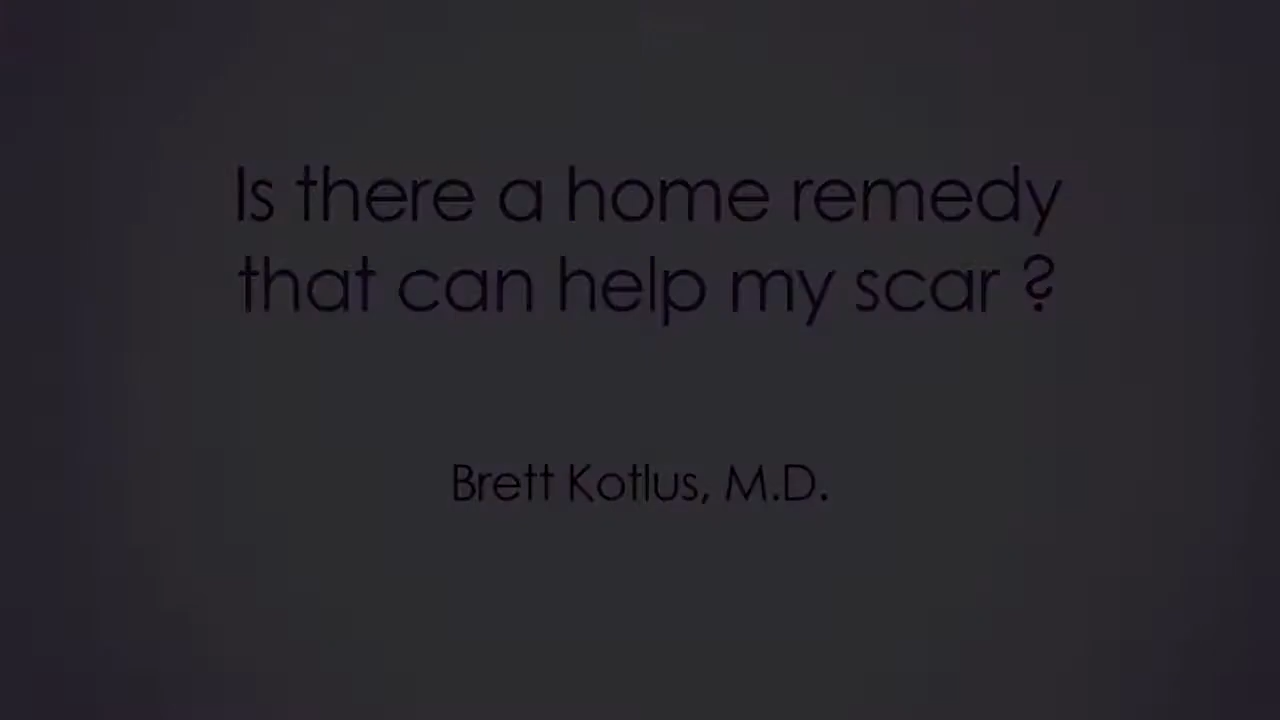 Is there a home remedy
that can help my scar ?
Brett Kotlus, M.D.